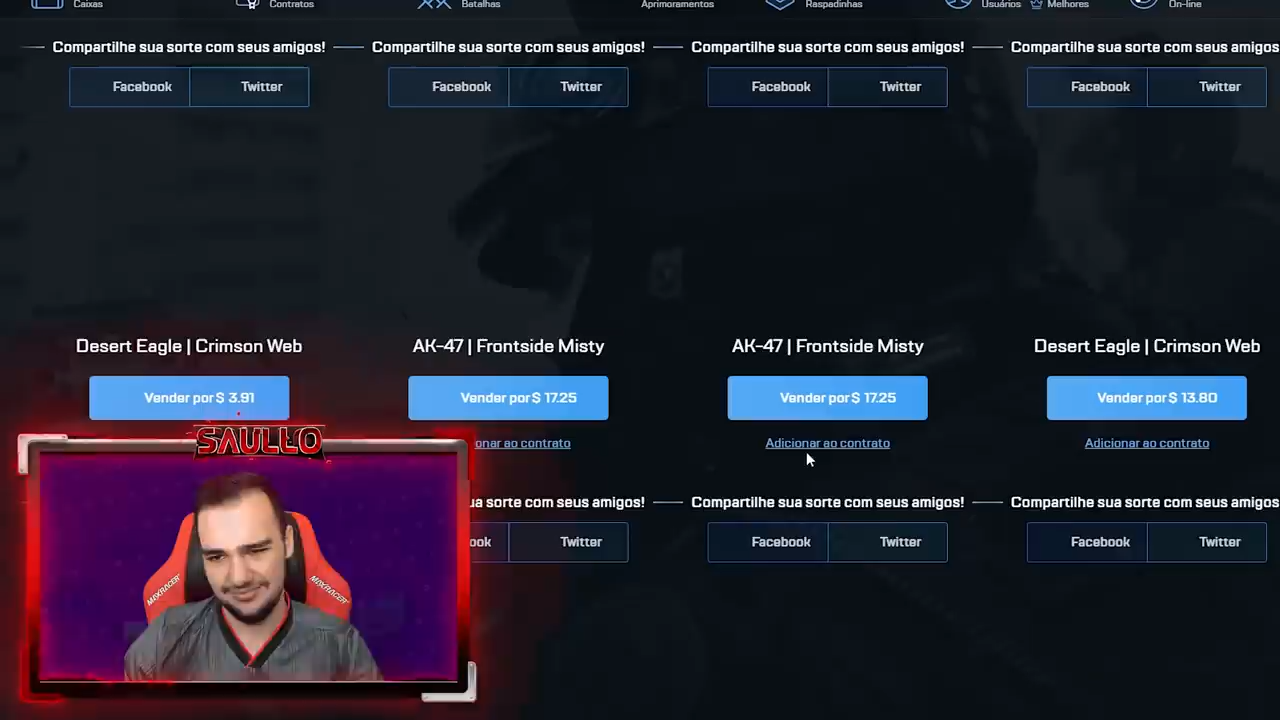 Caixas Contratos Batalhas Aprimoramentos Raspadinhas Usuários Melhores On-line
Compartilhe sua sorte com seus amigos! Compartilhe sua sorte com seus amigos! Compartilhe sua sorte com seus amigos! Compartilhe sua sorte com seus amigos
Facebook Twitter Facebook Twitter Facebook Twitter Facebook Twitter
Desert Eagle | Crimson Web AK-47 | Frontside Misty AK-47 | Frontside Misty Desert Eagle | Crimson Web
Vender por $ 3.91 Vender por $ 17.25 Vender por $ 17.25 Vender por $ 13.80
onar ao contrato Adicionar ao contrato Adicionar ao contrato
SAULLO
ua sorte com seus amigos! Compartilhe sua sorte com seus amigos! Compartilhe sua sorte com seus amigos
ook Twitter Facebook Twitter Facebook Twitter
MAXRACER MAXRACER